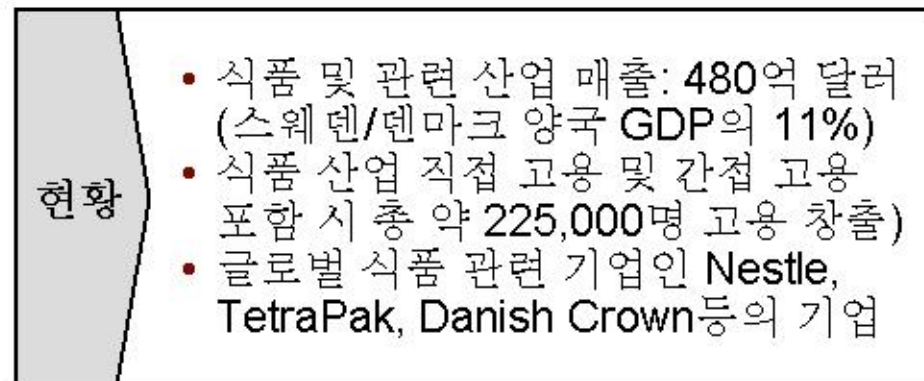 현황
• 식품 및 관련 산업 매출: 480억 달러
(스웨덴/덴마크 양국 GDP의 11%)
• 식품 산업 직접 고용 및 간접 고용
포함 시 총 약 225,000명 고용 창출)
• 글로벌 식품 관련 기업인 Nestle,
TetraPak, Danish Crown등의 기업